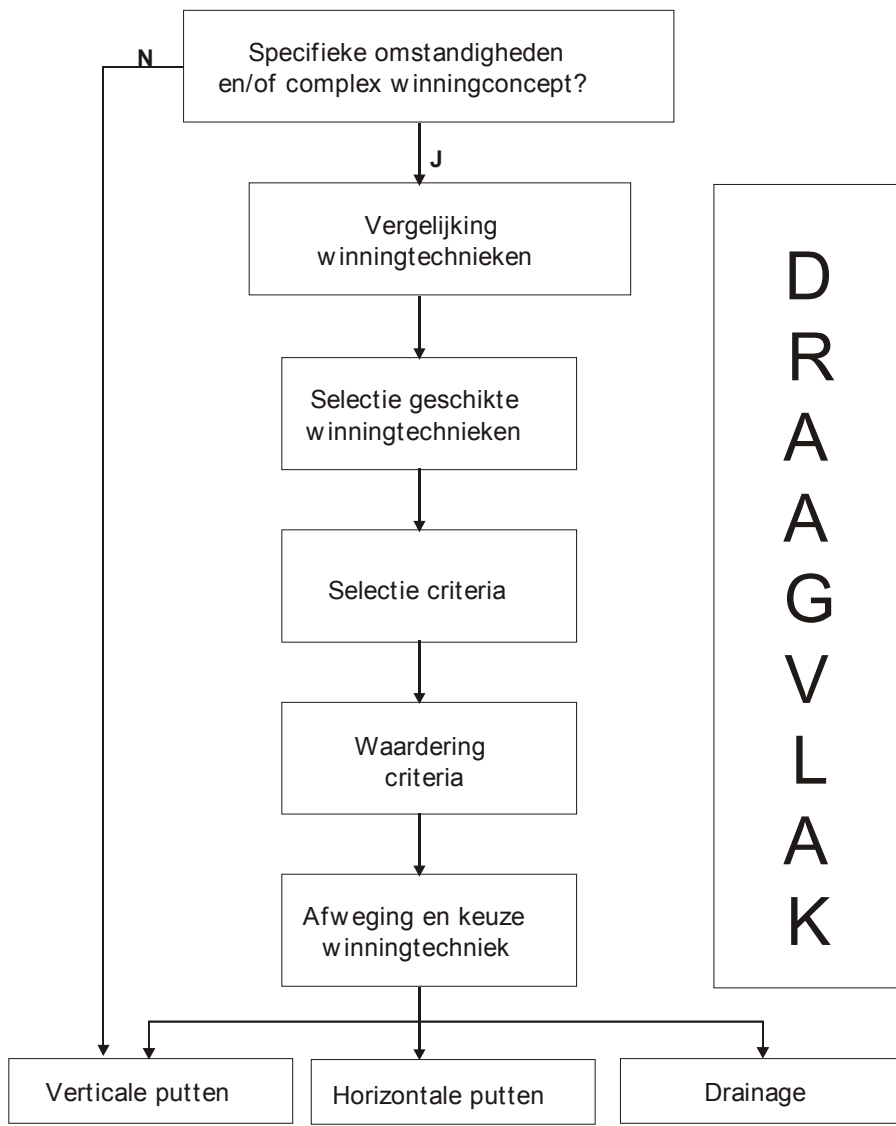 Specifieke omstandigheden
en/of complex winningconcept?
N
J
Vergelijking
winningtechnieken
Selectie geschikte
winningtechnieken
Selectie criteria
Waardering
criteria
Afweging en keuze
winningtechniek
Verticale putten
Horizontale putten
Drainage
D
R
A
A
G
V
L
A
K